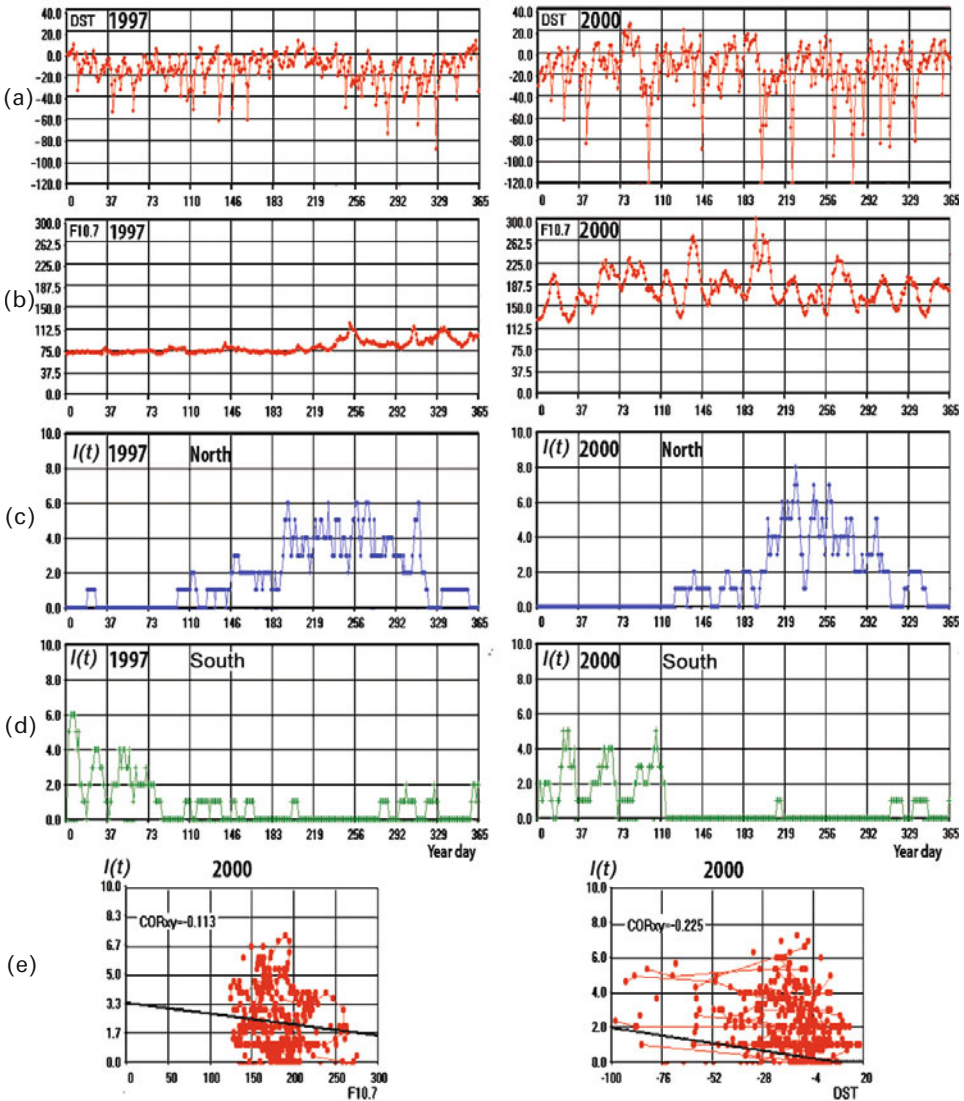 DST 1997
40.0
20.0
0.0
-20.0
-40.0
-60.0
-80.0
-100.0
-120.0
0 37 73 110 146 183 219 256 292 329 365
DST 2000
40.0
20.0
0.0
-20.0
-40.0
-60.0
-80.0
-100.0
-120.0
0 37 73 110 146 183 219 256 292 329 365
(a)
F10.7 1997
300.0
262.5
225.0
187.5
150.0
112.5
75.0
37.5
0.0
0 37 73 110 146 183 219 256 292 329 365
F10.7 2000
300.0
262.5
225.0
187.5
150.0
112.5
75.0
37.5
0.0
0 37 73 110 146 183 219 256 292 329 365
(b)
I(t) 1997 North
10.0
8.0
6.0
4.0
2.0
0.0
0 37 73 110 146 183 219 256 292 329 365
I(t) 2000 North
10.0
8.0
6.0
4.0
2.0
0.0
0 37 73 110 146 183 219 256 292 329 365
(c)
I(t) 1997 South
10.0
8.0
6.0
4.0
2.0
0.0
0 37 73 110 146 183 219 256 292 329 365
Year day
I(t) 2000 South
10.0
8.0
6.0
4.0
2.0
0.0
0 37 73 110 146 183 219 256 292 329 365
Year day
(d)
I(t) 2000
10.0
8.3
6.7
5.0
3.3
1.7
0.0
CORxy=-0.113
0 50 100 150 200 250 300
F10.7
I(t) 2000
10.0
8.0
6.0
4.0
2.0
0.0
CORxy=-0.225
-100 -76 -52 -28 -4 20
DST
(e)